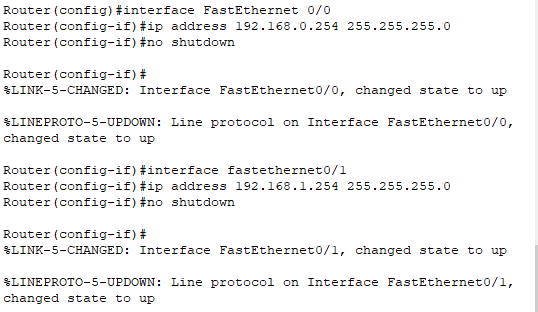 Router(config)#interface FastEthernet 0/0
Router(config-if)#ip address 192.168.0.254 255.255.255.0
Router(config-if)#no shutdown
Router(config-if)#
%LINK-5-CHANGED: Interface FastEthernet0/0, changed state to up
%LINEPROTO-5-UPDOWN: Line protocol on Interface FastEthernet0/0,
changed state to up
Router(config-if)#interface fastethernet0/1
Router(config-if)#ip address 192.168.1.254 255.255.255.0
Router(config-if)#no shutdown
Router(config-if)#
%LINK-5-CHANGED: Interface FastEthernet0/1, changed state to up
%LINEPROTO-5-UPDOWN: Line protocol on Interface FastEthernet0/1,
changed state to up